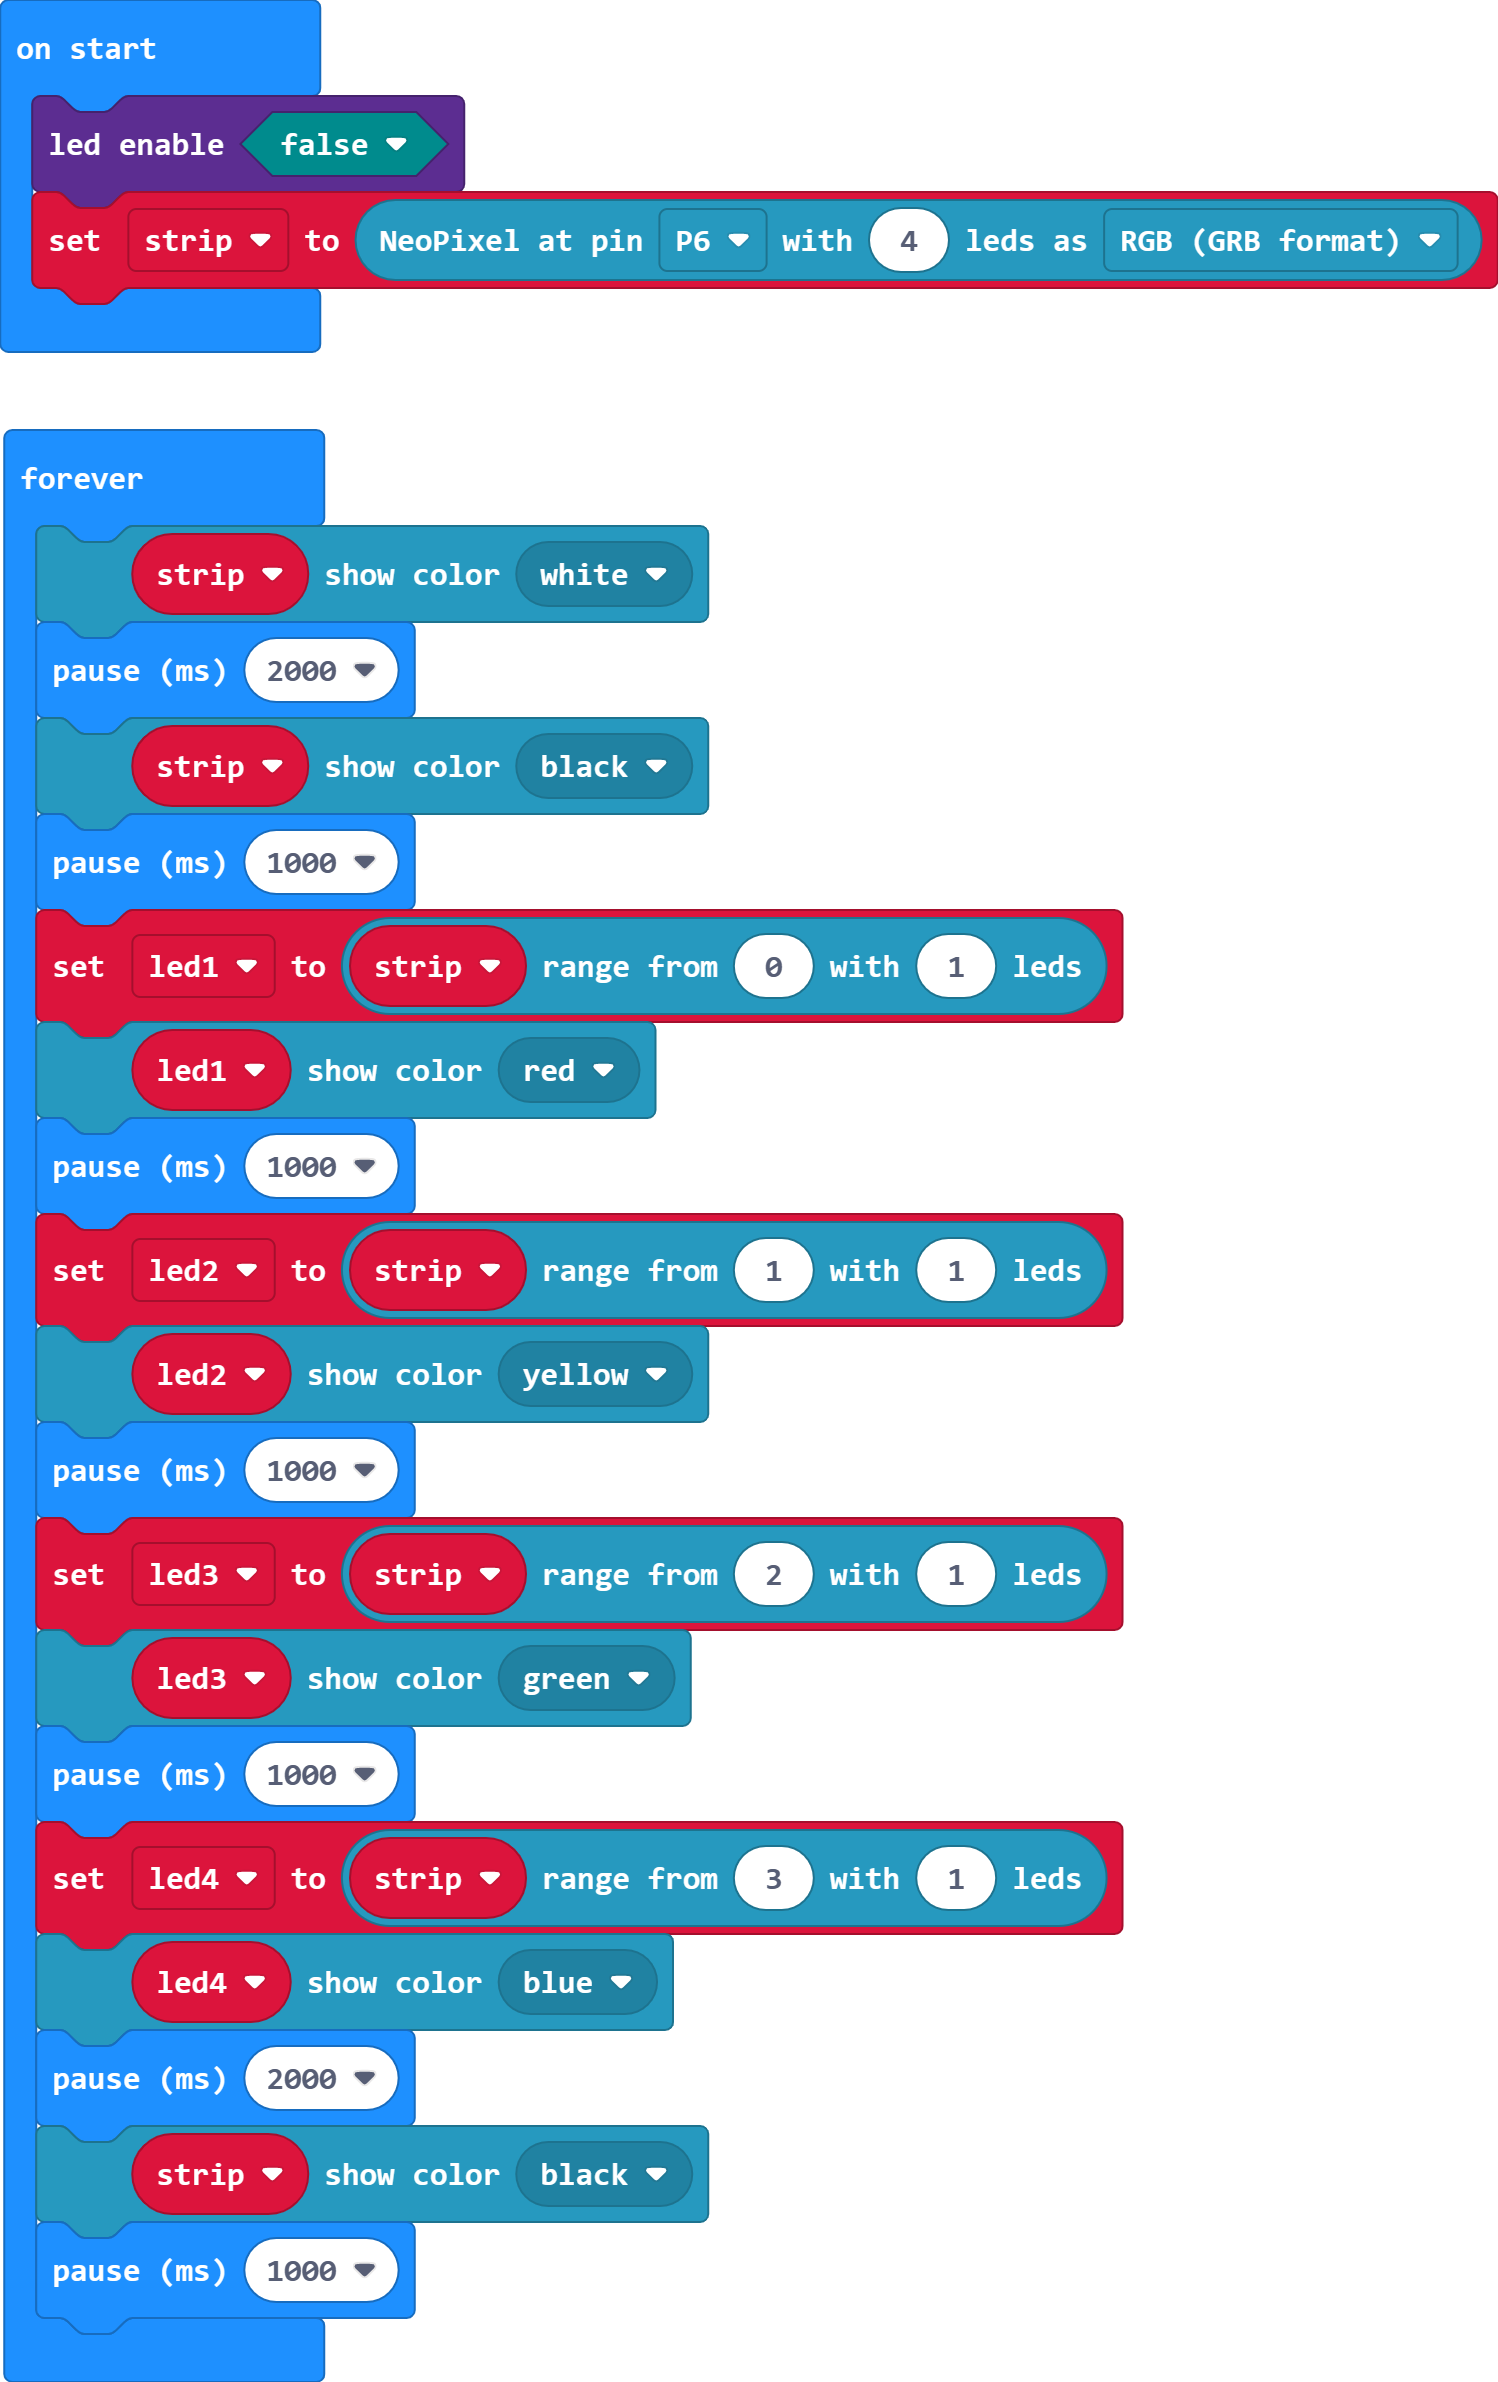 on start
led enable false
set strip to NeoPixel at pin P6 with 4 leds as RGB (GRB format)
forever
strip show color white
pause (ms) 2000
strip show color black
pause (ms) 1000
set led1 to strip range from 0 with 1 leds
led1 show color red
pause (ms) 1000
set led2 to strip range from 1 with 1 leds
led2 show color yellow
pause (ms) 1000
set led3 to strip range from 2 with 1 leds
led3 show color green
pause (ms) 1000
set led4 to strip range from 3 with 1 leds
led4 show color blue
pause (ms) 2000
strip show color black
pause (ms) 1000